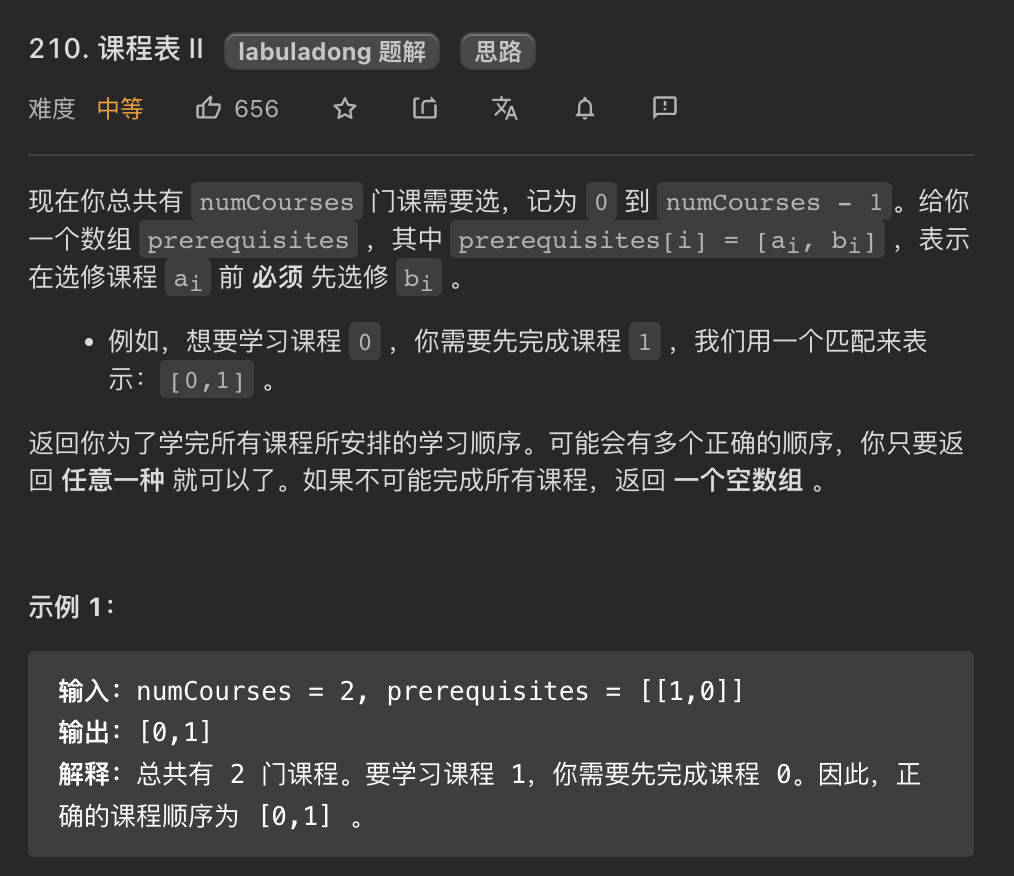 210. 课程表 II labuladong 题解 思路
难度 中等 656
现在你总共有 numCourses 门课需要选，记为 0 到 numCourses - 1。给你
一个数组 prerequisites ，其中 prerequisites[i] = [ai, bi] ，表示
在选修课程 ai 前 必须 先选修 bi 。
• 例如，想要学习课程 0 ，你需要先完成课程 1 ，我们用一个匹配来表
示：[0,1] 。
返回你为了学完所有课程所安排的学习顺序。可能会有多个正确的顺序，你只要返
回 任意一种 就可以了。如果不可能完成所有课程，返回 一个空数组 。
示例 1：
输入：numCourses = 2, prerequisites = [[1,0]]
输出：[0,1]
解释：总共有 2 门课程。要学习课程 1，你需要先完成课程 0。因此，正
确的课程顺序为 [0,1] 。